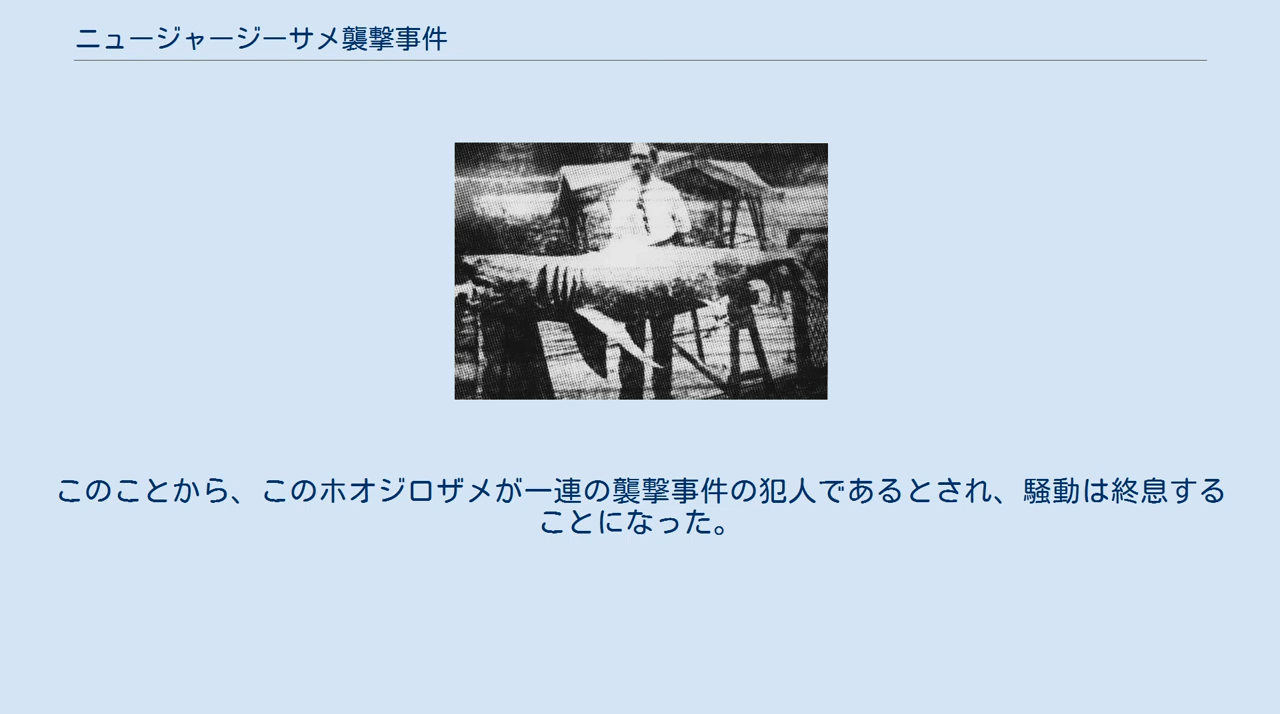 ニュージャージーサメ襲撃事件
このことから、このホオジロザメが一連の襲撃事件の犯人であるとされ、騒動は終息する
ことになった。